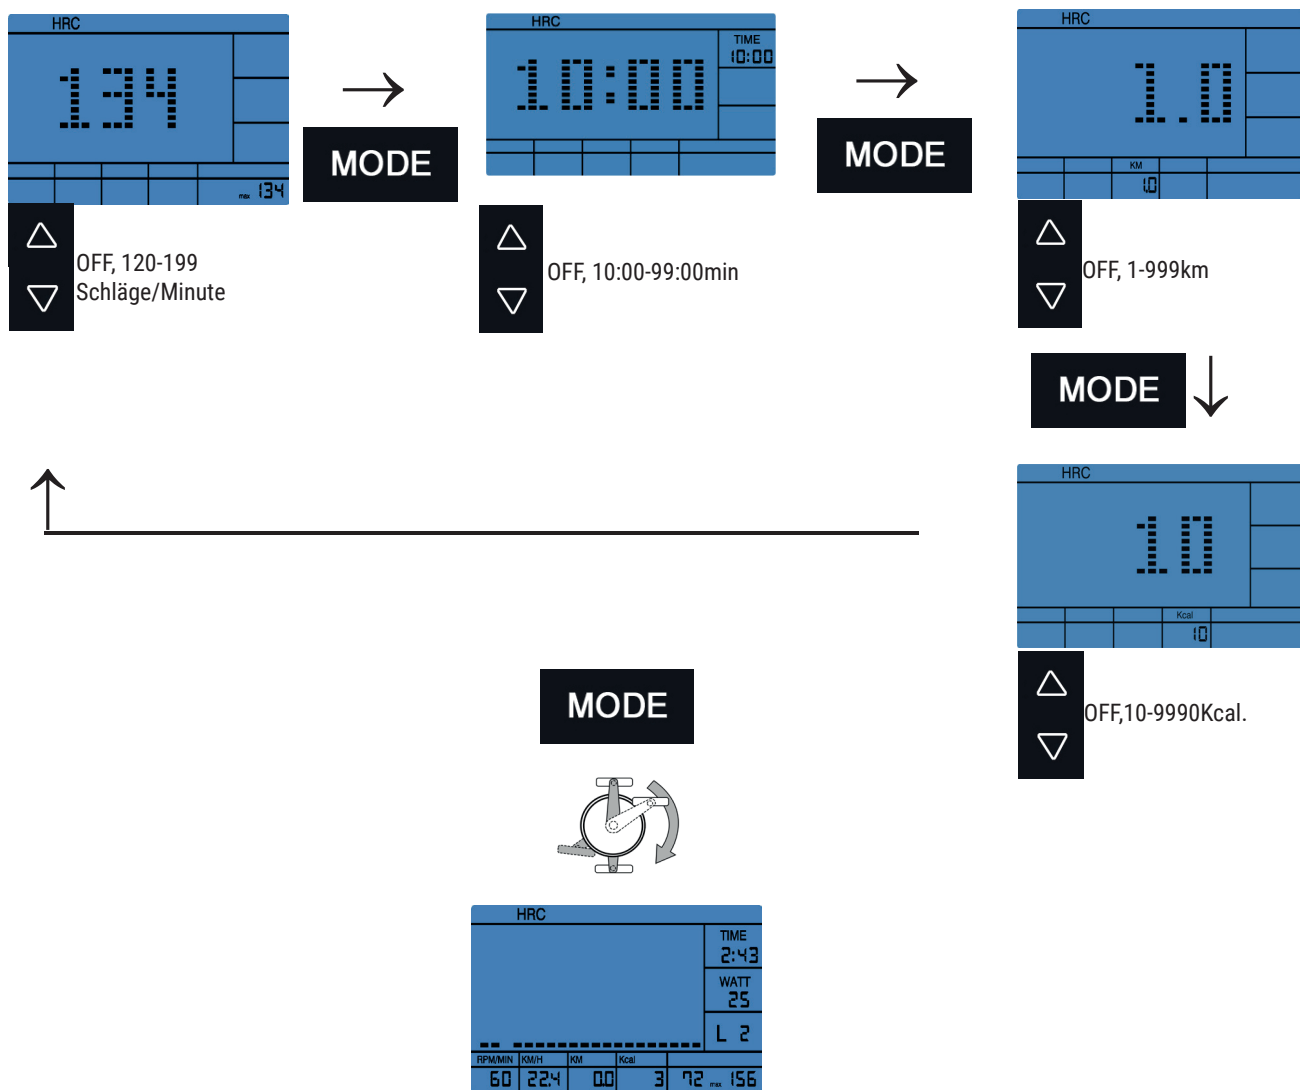 HRC
134
max 134
MODE
OFF, 120-199
Schläge/Minute
HRC
TIME
10:00
10:00
MODE
OFF, 10:00-99:00min
HRC
1.0
KM
1.0
OFF, 1-999km
MODE
HRC
10
Kcal
10
OFF,10-9990Kcal.
MODE
HRC
TIME
2:43
WATT
25
L 2
RPM/MIN KM/H KM Kcal
60 22.4 0.0 3 72 max 156